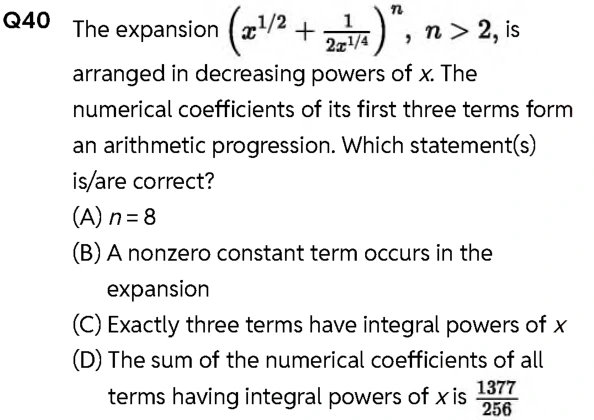 Q40 The expansion (x^{1/2} + \frac{1}{2x^{1/4}})^n, n > 2, is
arranged in decreasing powers of x. The
numerical coefficients of its first three terms form
an arithmetic progression. Which statement(s)
is/are correct?
(A) n = 8
(B) A nonzero constant term occurs in the
expansion
(C) Exactly three terms have integral powers of x
(D) The sum of the numerical coefficients of all
terms having integral powers of x is \frac{1377}{256}